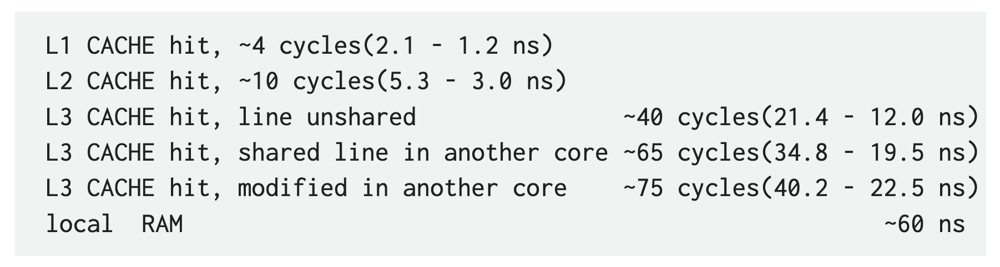 L1 CACHE hit, ~4 cycles(2.1 - 1.2 ns)
L2 CACHE hit, ~10 cycles(5.3 - 3.0 ns)
L3 CACHE hit, line unshared               ~40 cycles(21.4 - 12.0 ns)
L3 CACHE hit, shared line in another core ~65 cycles(34.8 - 19.5 ns)
L3 CACHE hit, modified in another core    ~75 cycles(40.2 - 22.5 ns)
local  RAM                                                   ~60 ns